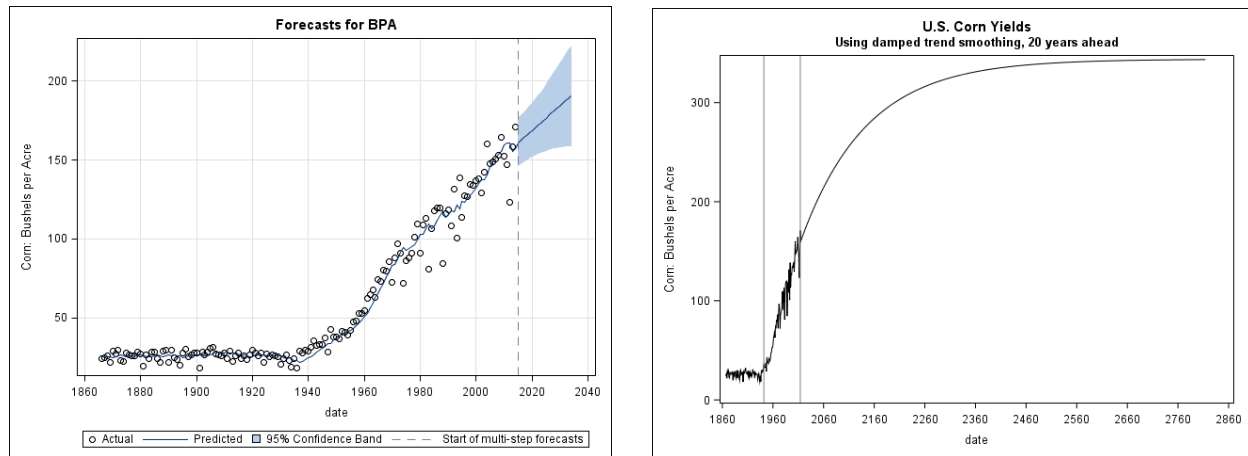 Forecasts for BPA
200
150
100
50
Corn: Bushels per Acre
1860 1880 1900 1920 1940 1960 1980 2000 2020 2040
date
Actual Predicted 95% Confidence Band Start of multi-step forecasts
U.S. Corn Yields
Using damped trend smoothing, 20 years ahead
300
200
100
0
Corn: Bushels per Acre
1860 1960 2060 2160 2260 2360 2460 2560 2660 2760 2860
date